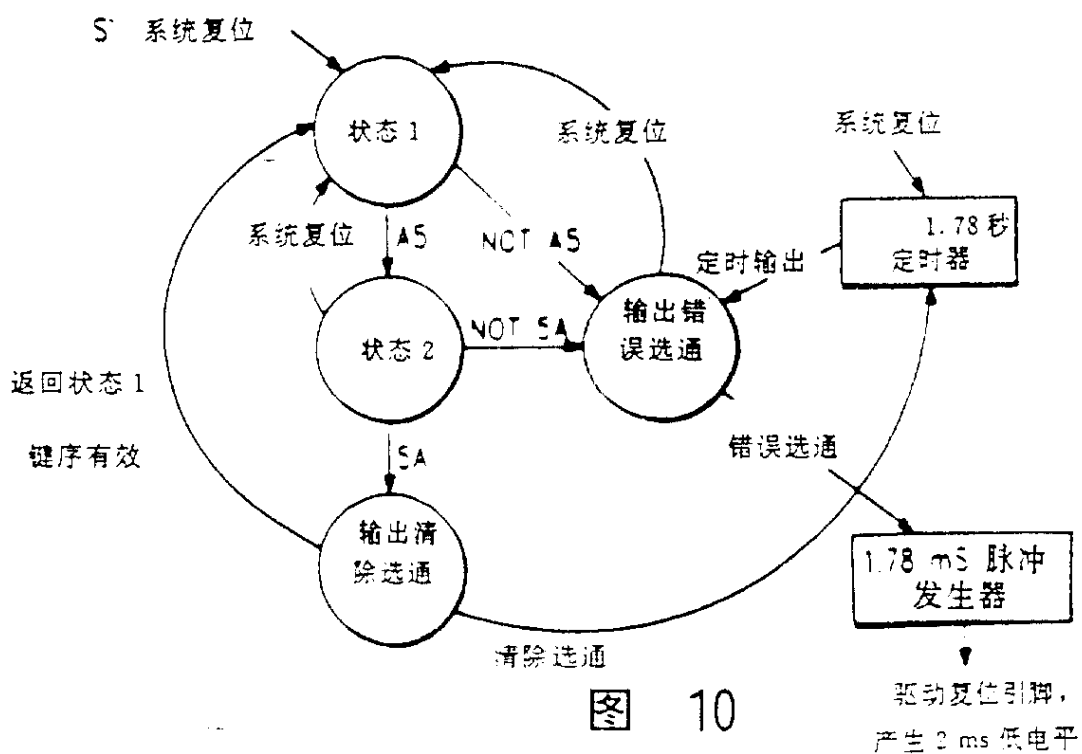 S 系统复位
状态 1
系统复位
系统复位
系统复位
A5
NOT A5
1.78 秒
定时器
定时输出
状态 2
NOT 5A
输出错
误选通
返回状态 1
键序有效
5A
错误选通
输出清
除选通
1.78 mS 脉冲
发生器
清除选通
驱动复位引脚，
产生 2 ms 低电平
图 10